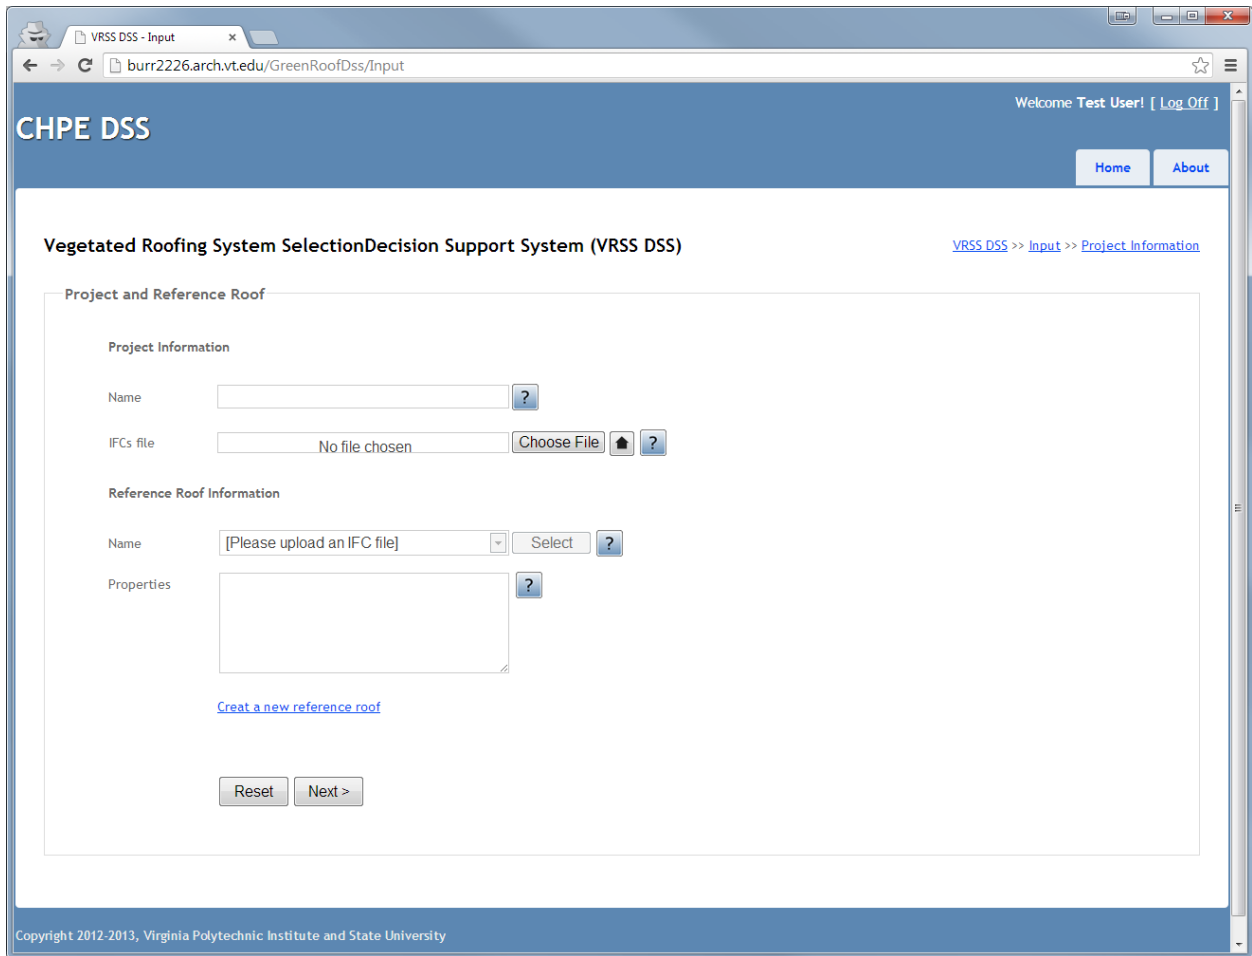 VRSS DSS - Input
burr2226.arch.vt.edu/GreenRoofDss/Input
Welcome Test User! [ Log Off ]
CHPE DSS
Home About
Vegetated Roofing System SelectionDecision Support System (VRSS DSS) VRSS DSS >> Input >> Project Information
Project and Reference Roof
Project Information
Name ?
IFCs file No file chosen Choose File ?
Reference Roof Information
Name [Please upload an IFC file] Select ?
Properties ?
Creat a new reference roof
Reset Next >
Copyright 2012-2013, Virginia Polytechnic Institute and State University